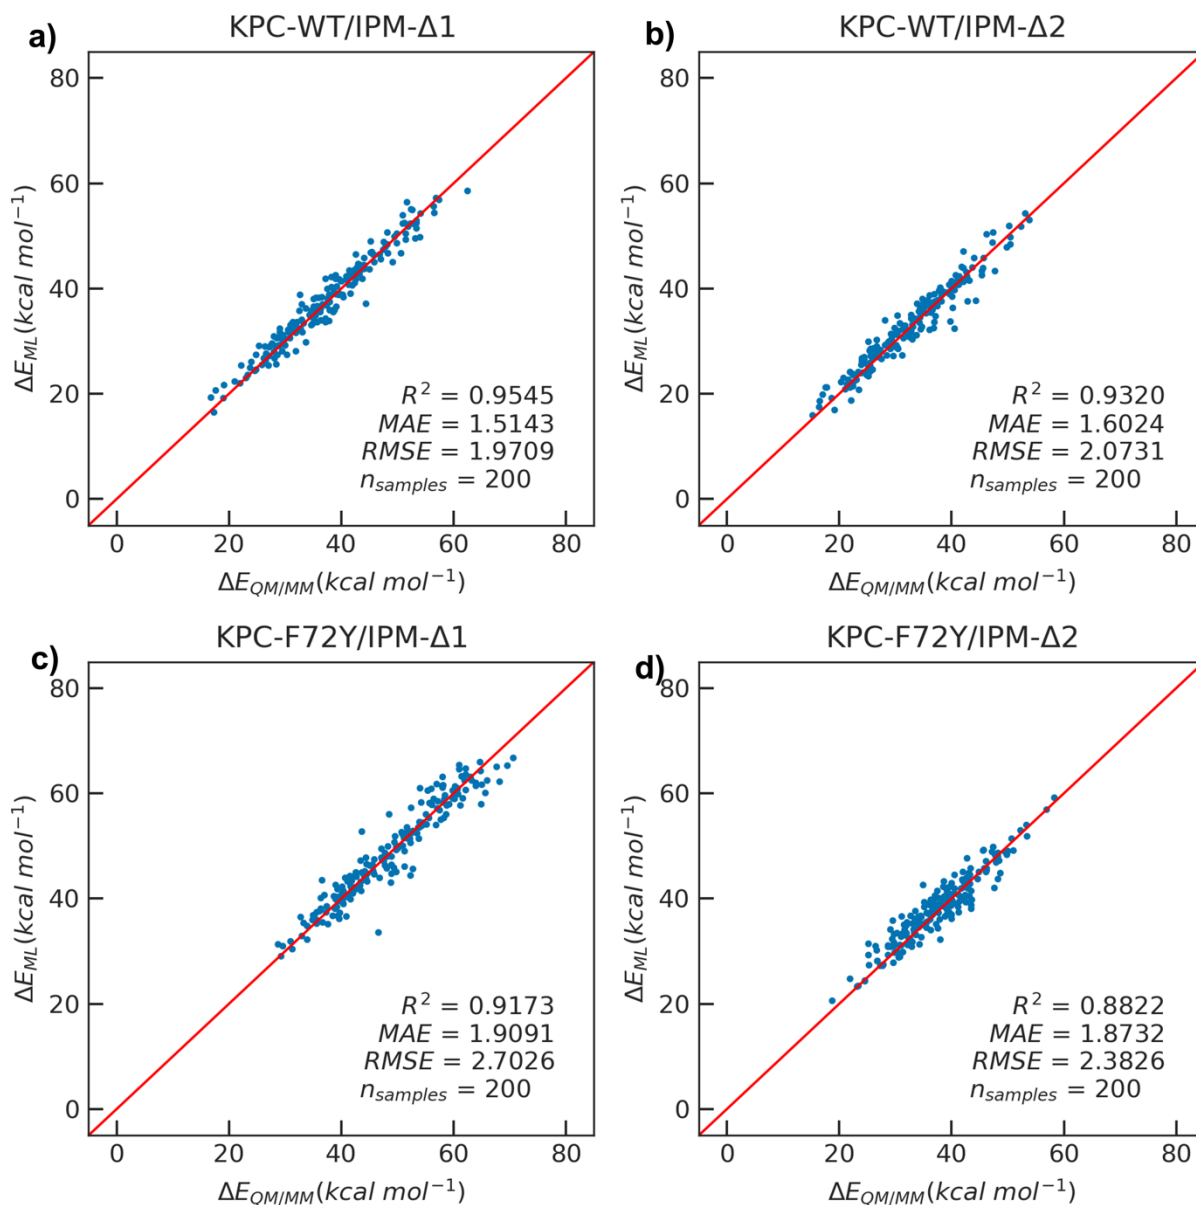 a)
KPC-WT/IPM-Δ1
80
60
40
20
0
ΔE_ML(kcal mol⁻¹)
R² = 0.9545
MAE = 1.5143
RMSE = 1.9709
n_samples = 200
0 20 40 60 80
ΔE_QM/MM(kcal mol⁻¹)
b)
KPC-WT/IPM-Δ2
80
60
40
20
0
ΔE_ML(kcal mol⁻¹)
R² = 0.9320
MAE = 1.6024
RMSE = 2.0731
n_samples = 200
0 20 40 60 80
ΔE_QM/MM(kcal mol⁻¹)
c)
KPC-F72Y/IPM-Δ1
80
60
40
20
0
ΔE_ML(kcal mol⁻¹)
R² = 0.9173
MAE = 1.9091
RMSE = 2.7026
n_samples = 200
0 20 40 60 80
ΔE_QM/MM(kcal mol⁻¹)
d)
KPC-F72Y/IPM-Δ2
80
60
40
20
0
ΔE_ML(kcal mol⁻¹)
R² = 0.8822
MAE = 1.8732
RMSE = 2.3826
n_samples = 200
0 20 40 60 80
ΔE_QM/MM(kcal mol⁻¹)